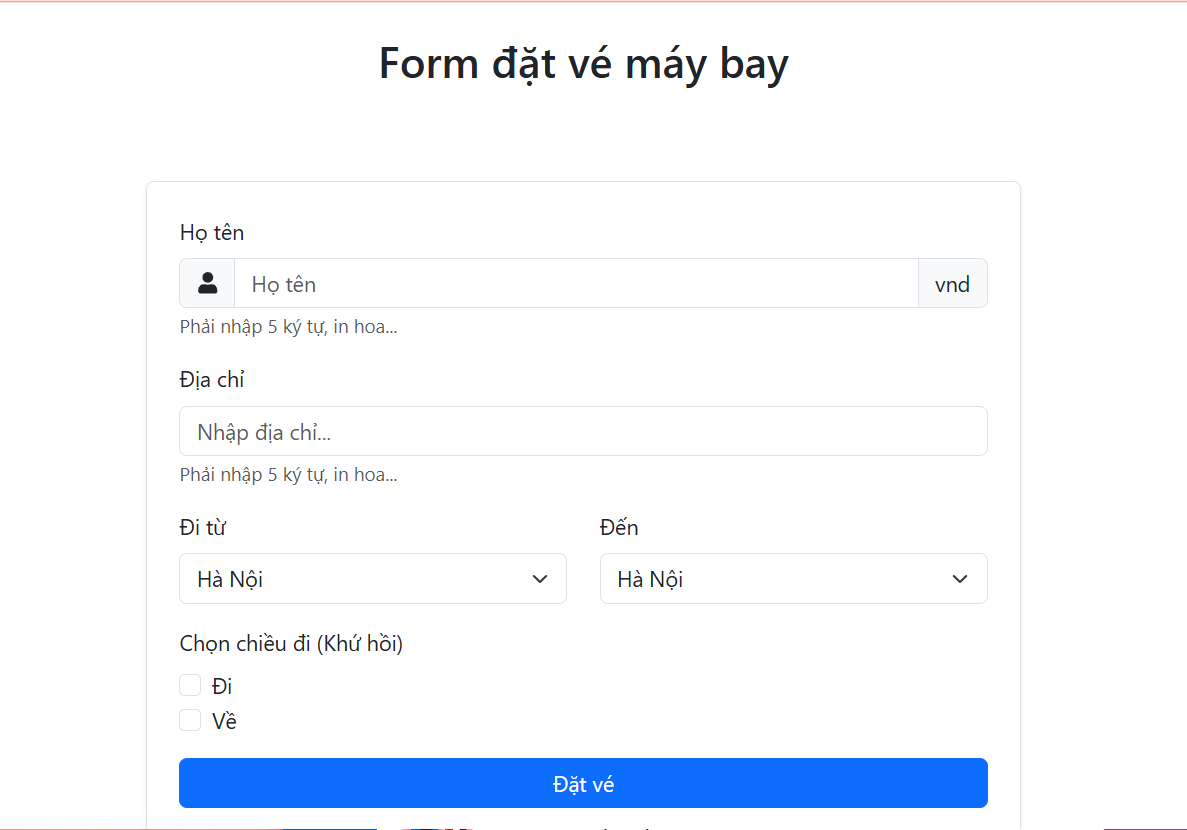 Form đặt vé máy bay
Họ tên
Họ tên vnd
Phải nhập 5 ký tự, in hoa...
Địa chỉ
Nhập địa chỉ...
Phải nhập 5 ký tự, in hoa...
Đi từ Đến
Hà Nội Hà Nội
Chọn chiều đi (Khứ hồi)
Đi
Về
Đặt vé